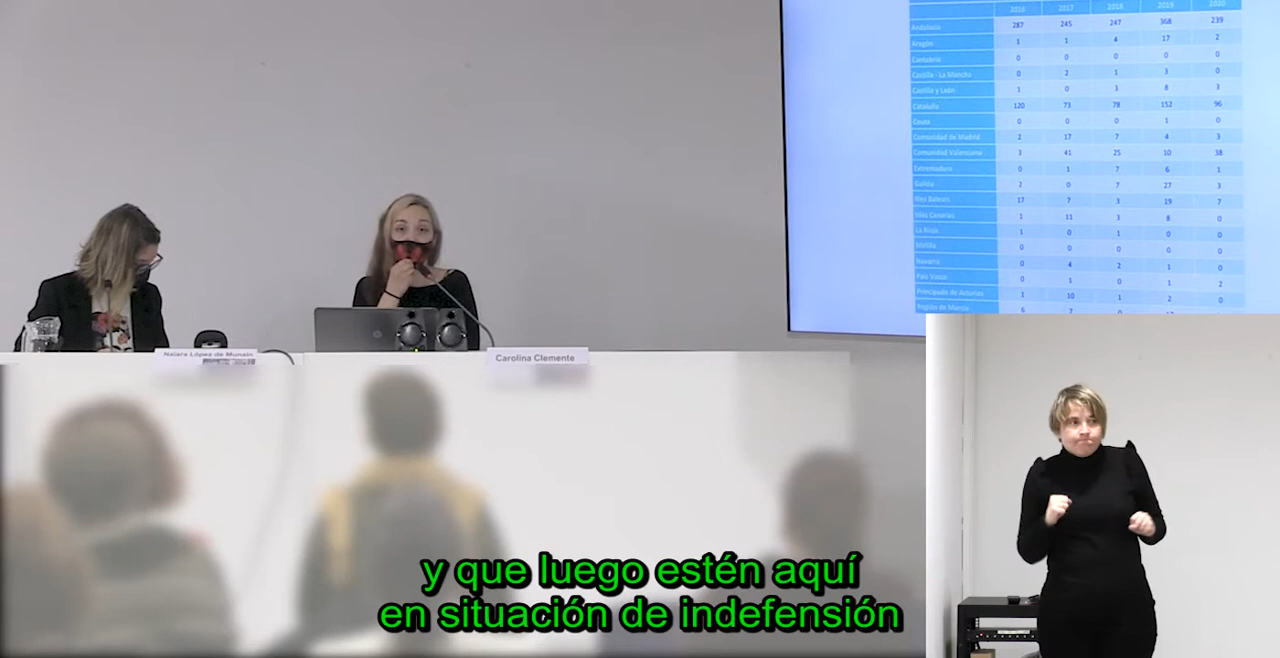 2016 2017 2018 2019 2020
Andalucía 287 245 247 368 239
Aragón 1 1 4 17 2
Cantabria 0 0 0 0 0
Castilla - La Mancha 0 2 1 3 0
Castilla y León 1 0 3 8 3
Cataluña 120 73 78 152 96
Ceuta 0 0 0 1 0
Comunidad de Madrid 2 17 7 4 3
Comunidad Valenciana 3 41 25 10 38
Extremadura 0 1 7 6 1
Galicia 2 0 7 27 3
Illes Balears 17 7 3 19 7
Islas Canarias 1 11 3 8 0
La Rioja 1 0 1 0 0
Melilla 0 0 0 0 0
Navarra 0 4 2 1 0
País Vasco 0 1 0 1 2
Principado de Asturias 1 10 1 2 0
Región de Murcia 6 7
Naiara López de Munain
Carolina Clemente
y que luego estén aquí
en situación de indefensión